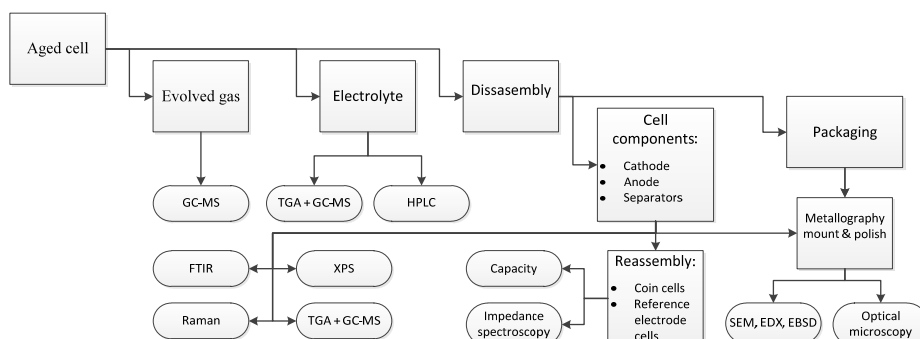 Aged cell
Evolved gas
Electrolyte
Dissasembly
Cell
components:
• Cathode
• Anode
• Separators
Packaging
GC-MS
TGA + GC-MS
HPLC
Metallography
mount & polish
FTIR
XPS
Raman
TGA + GC-MS
Capacity
Impedance
spectroscopy
Reassembly:
• Coin cells
• Reference
electrode
cells
SEM, EDX, EBSD
Optical
microscopy